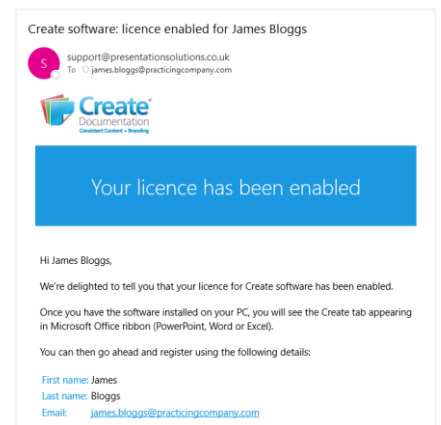 Create software: licence enabled for James Bloggs
S
support@presentationsolutions.co.uk
To james.bloggs@practicingcompany.com
Create
Documentation
Consistent Content + Branding
Your licence has been enabled
Hi James Bloggs,
We're delighted to tell you that your licence for Create software has been enabled.
Once you have the software installed on your PC, you will see the Create tab appearing
in Microsoft Office ribbon (PowerPoint, Word or Excel).
You can then go ahead and register using the following details:
First name: James
Last name: Bloggs
Email: james.bloggs@practicingcompany.com